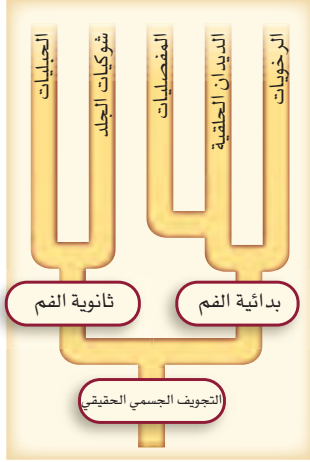 الرخويات
الديدان الحلقية
المفصليات
شوكيات الجلد
الحبليات
بدائية الفم
ثانوية الفم
التجويف الجسمي الحقيقي